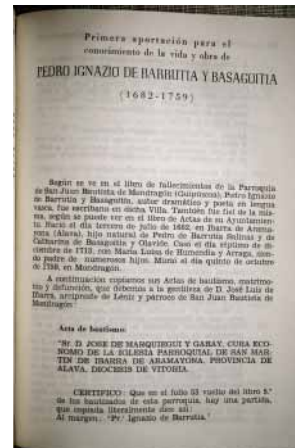 Primera aportación para el
conocimiento de la vida y obra de
PEDRO IGNAZIO DE BARRUTIA Y BASAGOITIA
(1682-1759)
Según se ve en el libro de fallecimientos de la Parroquia
de San Juan Bautista de Mondragón (Guipúzcoa), Pedro Ignacio
de Barrutia y Basagoitia, autor dramático y poeta en lengua
vasca, fue escribano en dicha Villa. También fue fiel de la mis-
ma, según se puede ver en el libro de Actas de su Ayuntamien-
to. Nació el día tercero de julio de 1682, en Ibarra de Arama-
yona (Álava), hijo natural de Pedro de Barrutia Salinas y de
Catharina de Basagoitia y Olavide. Casó el día séptimo de di-
ciembre de 1713, con María Luisa de Humendia y Arraga, sien-
do padre de numerosos hijos. Murió el día quinto de octubre
de 1759, en Mondragón.
A continuación copiamos sus Actas de bautismo, matrimo-
nio y defunción, que debemos a la gentileza de D. José Luis de
Ibarra, arcipreste de Léniz y párroco de San Juan Bautista de
Mondragón:
Acta de bautismo:
"Sr. D. JOSE DE MARQUIEGUI Y GABAY, CURA ECO-
NOMO DE LA IGLESIA PARROQUIAL DE SAN MAR-
TIN DE IBARRA DE ARAMAYONA, PROVINCIA DE
ALAVA, DIOCESIS DE VITORIA.
CERTIFICO: Que en el folio 53 vuelto del libro 5.º
de los bautizados de esta parroquia, hay una partida,
que copiada literalmente dice así:
Al margen: "Pr.º Ignacio de Barrutia."